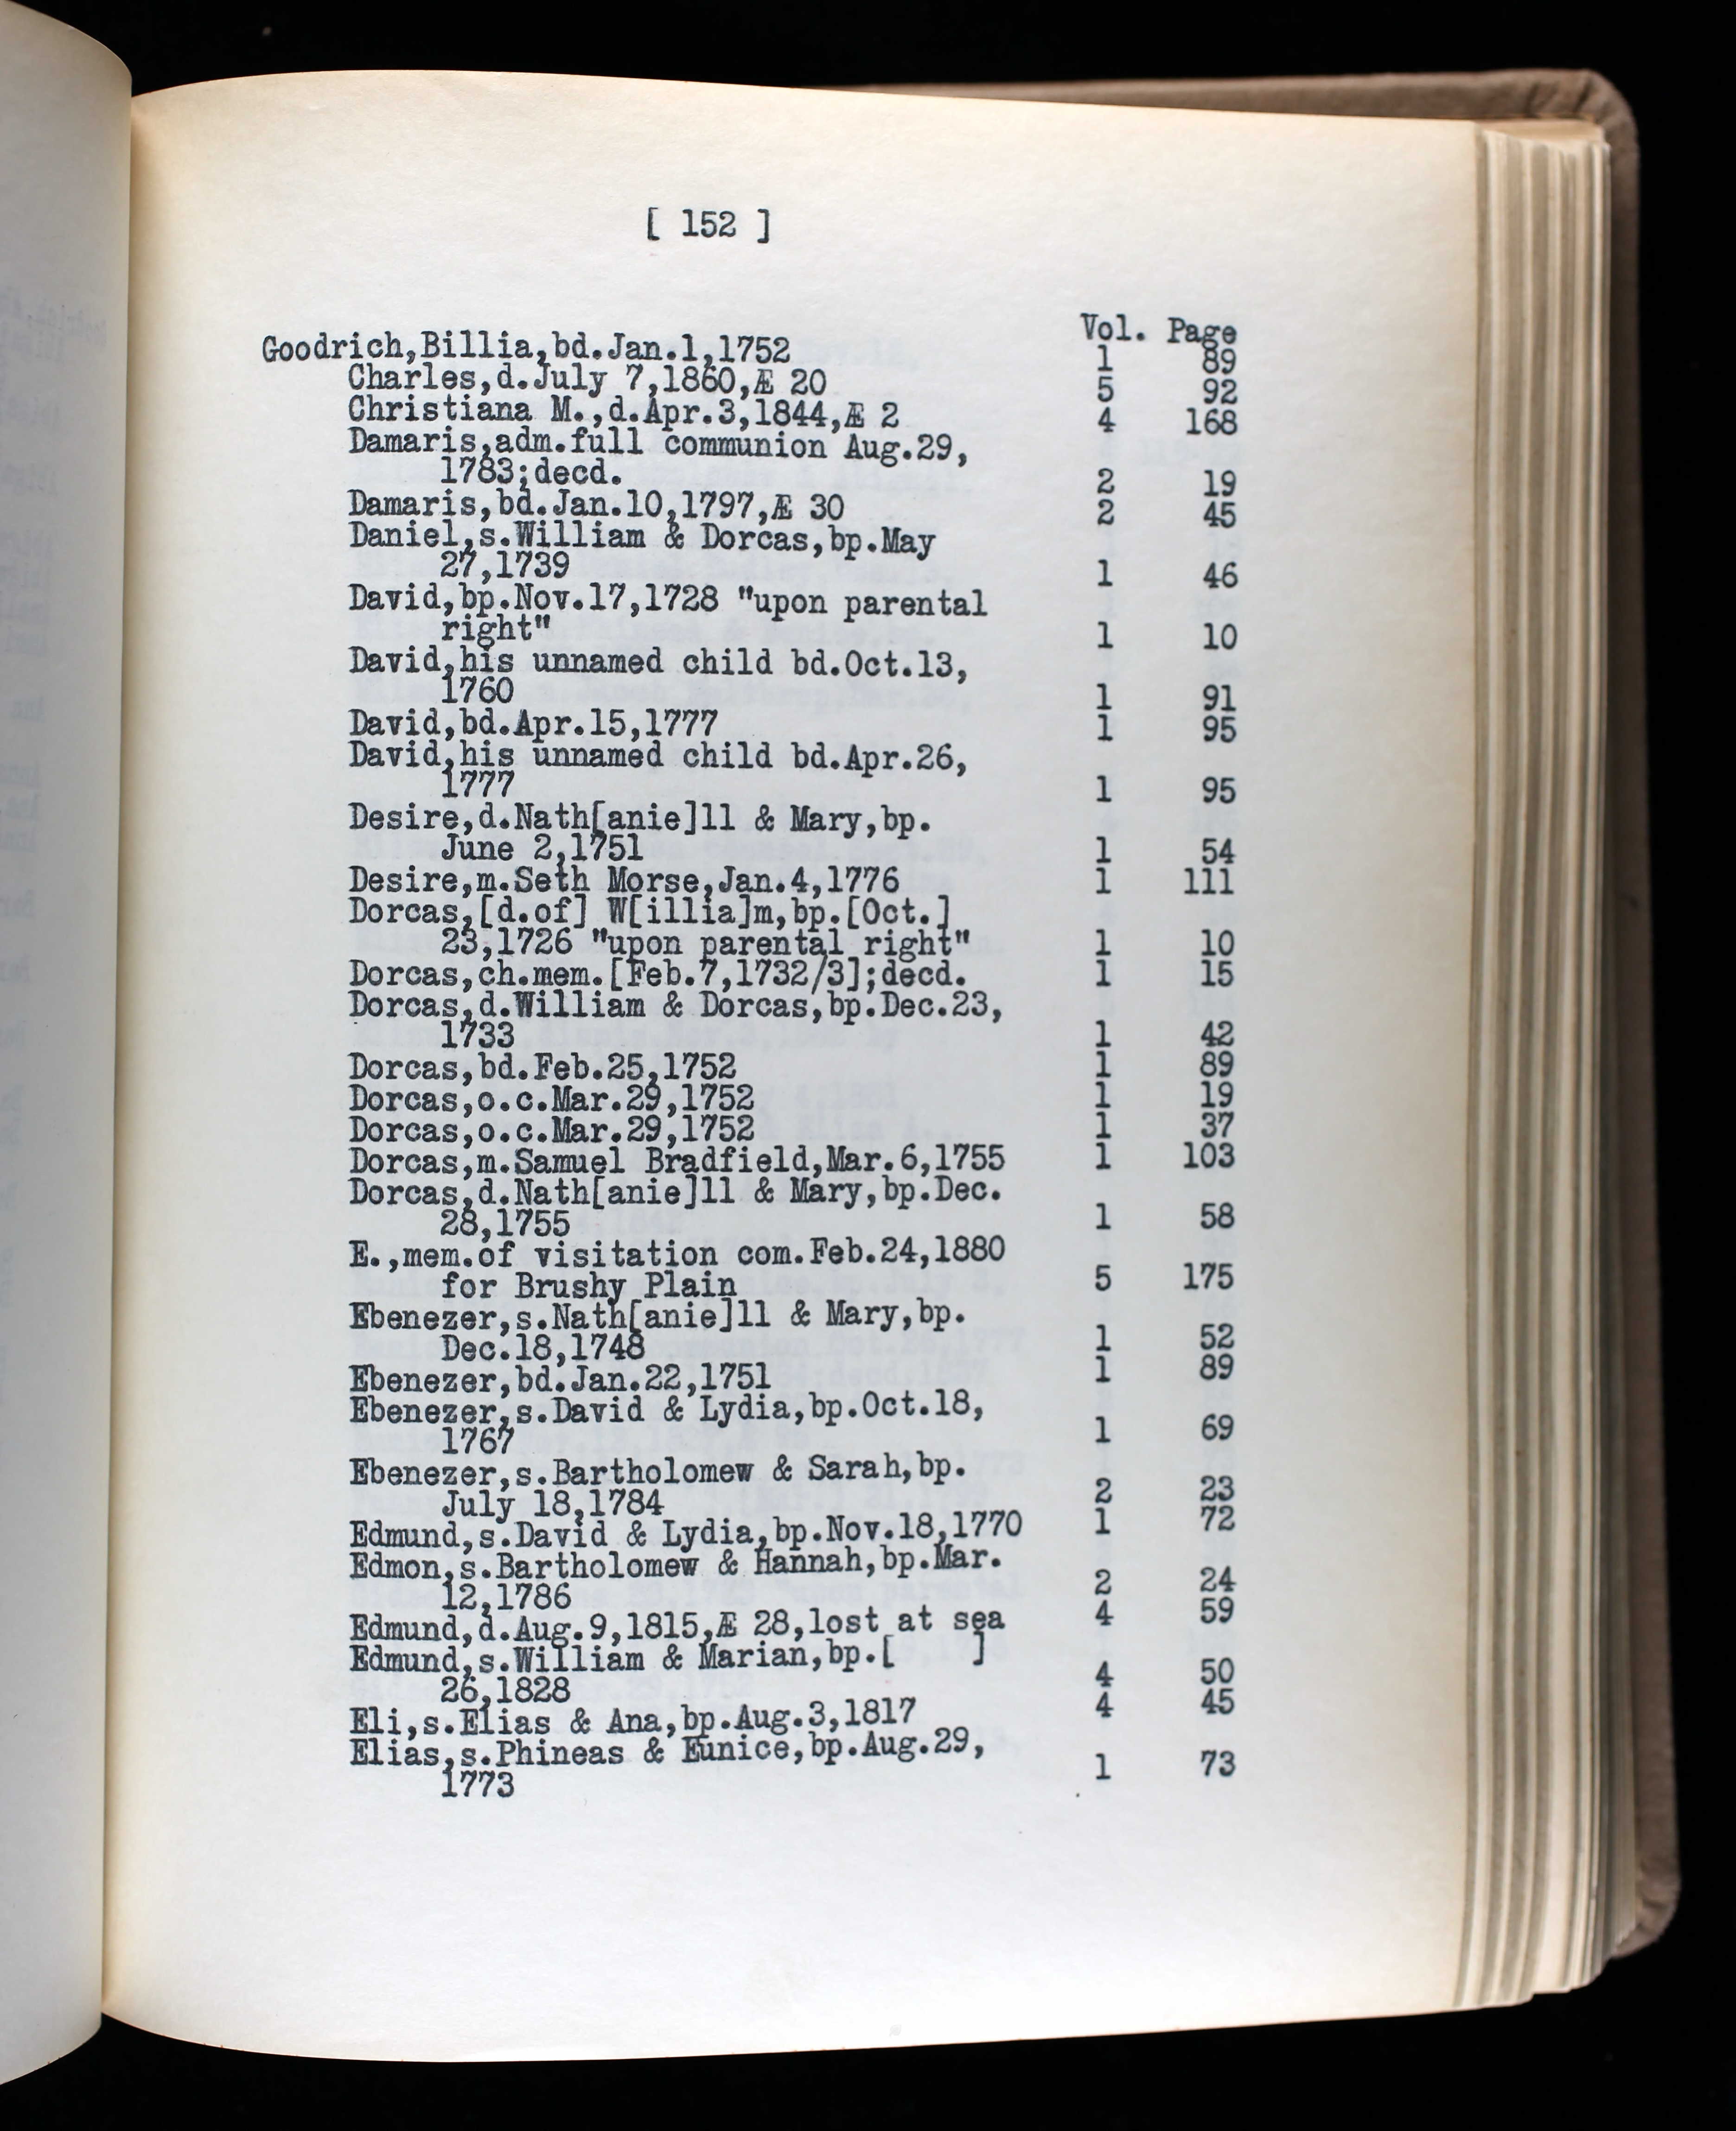 [ 152 ]
Vol. Page
Goodrich,Billia,bd.Jan.1,1752 1 89
Charles,d.July 7,1860,Æ 20 5 92
Christiana M.,d.Apr.3,1844,Æ 2 4 168
Damaris,adm.full communion Aug.29,
1783;decd. 2 19
Damaris,bd.Jan.10,1797,Æ 30 2 45
Daniel,s.William & Dorcas,bp.May
27,1739 1 46
David,bp.Nov.17,1728 "upon parental
right" 1 10
David,his unnamed child bd.Oct.13,
1760 1 91
David,bd.Apr.15,1777 1 95
David,his unnamed child bd.Apr.26,
1777 1 95
Desire,d.Nath[anie]ll & Mary,bp.
June 2,1751 1 54
Desire,m.Seth Morse,Jan.4,1776 1 111
Dorcas,[d.of] W[illia]m,bp.[Oct.]
23,1726 "upon parental right" 1 10
Dorcas,ch.mem.[Feb.7,1732/3];decd. 1 15
Dorcas,d.William & Dorcas,bp.Dec.23,
1733 1 42
Dorcas,bd.Feb.25,1752 1 89
Dorcas,o.c.Mar.29,1752 1 19
Dorcas,o.c.Mar.29,1752 1 37
Dorcas,m.Samuel Bradfield,Mar.6,1755 1 103
Dorcas,d.Nath[anie]ll & Mary,bp.Dec.
28,1755 1 58
E.,mem.of visitation com.Feb.24,1880
for Brushy Plain 5 175
Ebenezer,s.Nath[anie]ll & Mary,bp.
Dec.18,1748 1 52
Ebenezer,bd.Jan.22,1751 1 89
Ebenezer,s.David & Lydia,bp.Oct.18,
1767 1 69
Ebenezer,s.Bartholomew & Sarah,bp.
July 18,1784 2 23
Edmund,s.David & Lydia,bp.Nov.18,1770 1 72
Edmon,s.Bartholomew & Hannah,bp.Mar.
12,1786 2 24
Edmund,d.Aug.9,1815,Æ 28,lost at sea 4 59
Edmund,s.William & Marian,bp.[ ]
26,1828 4 50
Eli,s.Elias & Ana,bp.Aug.3,1817 4 45
Elias,s.Phineas & Eunice,bp.Aug.29,
1773 1 73